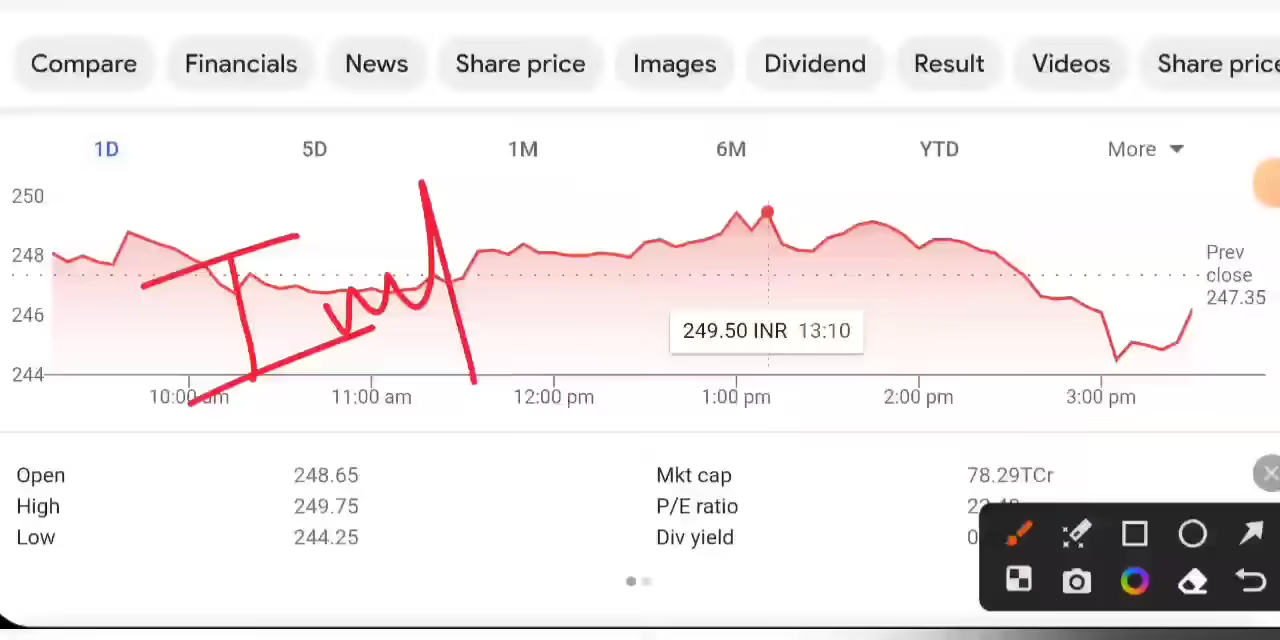 Compare Financials News Share price Images Dividend Result Videos Share price
1D 5D 1M 6M YTD More
250
248
246
244
Prev
close
247.35
249.50 INR 13:10
10:00 am 11:00 am 12:00 pm 1:00 pm 2:00 pm 3:00 pm
Open 248.65 Mkt cap 78.29TCr
High 249.75 P/E ratio
Low 244.25 Div yield